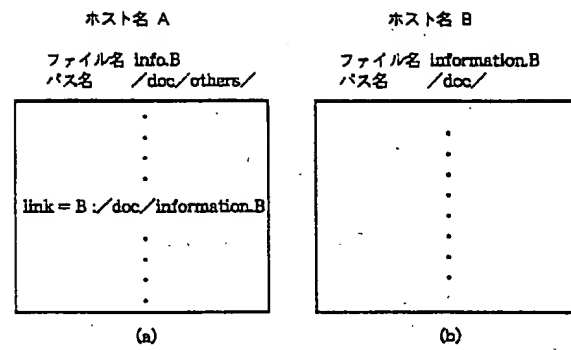 ホスト名 A
ファイル名 info.B
パス名 /doc/others/
link = B :/doc/information.B
(a)
ホスト名 B
ファイル名 information.B
パス名 /doc/
(b)